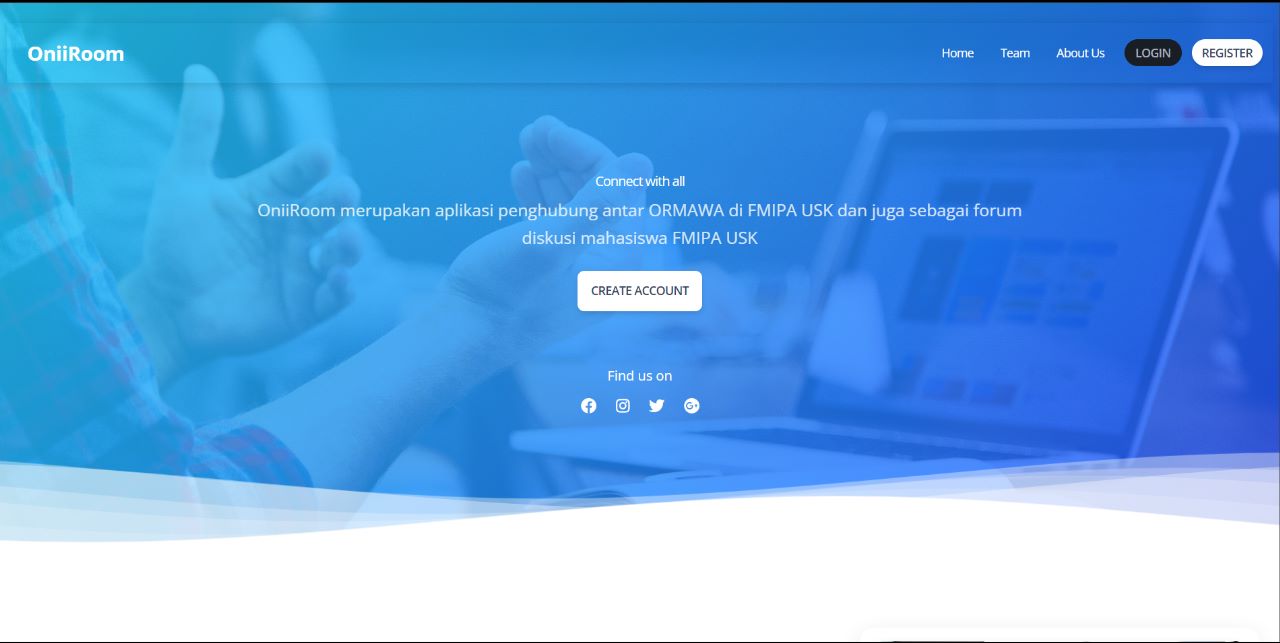 OniiRoom
Home
Team
About Us
LOGIN
REGISTER
Connect with all
OniiRoom merupakan aplikasi penghubung antar ORMAWA di FMIPA USK dan juga sebagai forum
diskusi mahasiswa FMIPA USK
CREATE ACCOUNT
Find us on